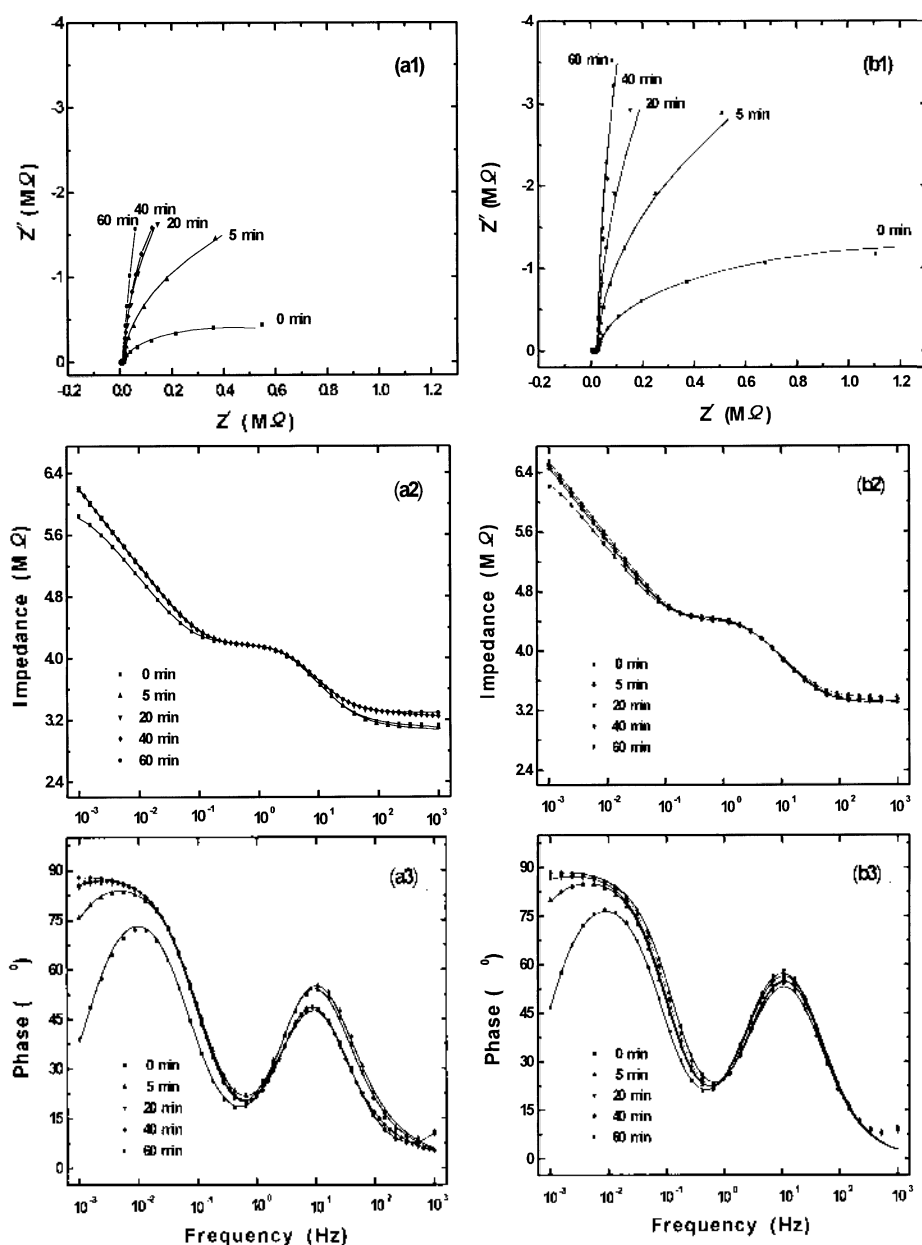 (a1)
-4
-3
-2
-1
0
Z″ (MΩ)
60 min
40 min
20 min
5 min
0 min
-0.2 0.0 0.2 0.4 0.6 0.8 1.0 1.2
Z′ (MΩ)
(b1)
-4
-3
-2
-1
0
Z″ (MΩ)
60 min
40 min
20 min
5 min
0 min
-0.2 0.0 0.2 0.4 0.6 0.8 1.0 1.2
Z′ (MΩ)
(a2)
6.4
5.6
4.8
4.0
3.2
2.4
Impedance (MΩ)
0 min
5 min
20 min
40 min
60 min
10⁻³ 10⁻² 10⁻¹ 10⁰ 10¹ 10² 10³
(b2)
6.4
5.6
4.8
4.0
3.2
2.4
Impedance (MΩ)
0 min
5 min
20 min
40 min
60 min
10⁻³ 10⁻² 10⁻¹ 10⁰ 10¹ 10² 10³
(a3)
90
75
60
45
30
15
0
Phase ( ⁰)
0 min
5 min
20 min
40 min
60 min
10⁻³ 10⁻² 10⁻¹ 10⁰ 10¹ 10² 10³
Frequency (Hz)
(b3)
90
75
60
45
30
15
0
Phase ( ⁰)
0 min
5 min
20 min
40 min
60 min
10⁻³ 10⁻² 10⁻¹ 10⁰ 10¹ 10² 10³
Frequency (Hz)